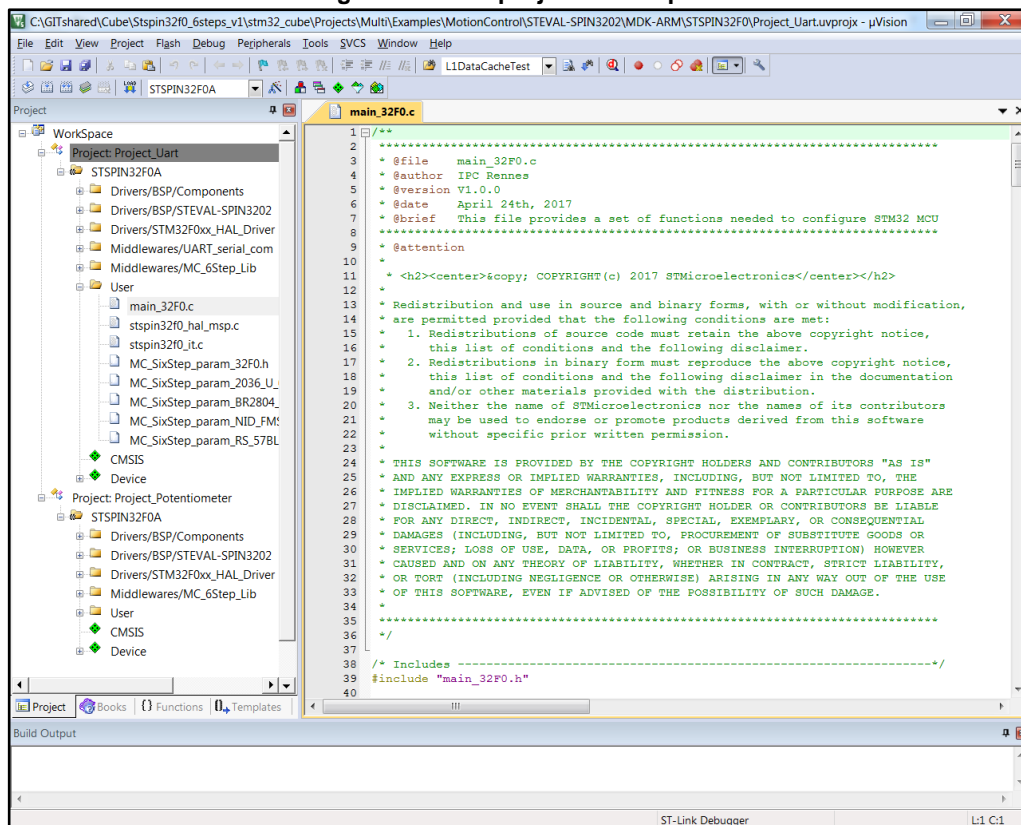 C:\GITshared\Cube\Stspin32f0_6steps_v1\stm32_cube\Projects\Multi\Examples\MotionControl\STEVAL-SPIN3202\MDK-ARM\STSPIN32F0\Project_Uart.uvprojx - µVision
File Edit View Project Flash Debug Peripherals Tools SVCS Window Help
L1DataCacheTest
STSPIN32F0A
Project
WorkSpace
Project: Project_Uart
STSPIN32F0A
Drivers/BSP/Components
Drivers/BSP/STEVAL-SPIN3202
Drivers/STM32F0xx_HAL_Driver
Middlewares/UART_serial_com
Middlewares/MC_6Step_Lib
User
main_32F0.c
stspin32f0_hal_msp.c
stspin32f0_it.c
MC_SixStep_param_32F0.h
MC_SixStep_param_2036_U_
MC_SixStep_param_BR2804_
MC_SixStep_param_NID_FM
MC_SixStep_param_RS_57BL
CMSIS
Device
Project: Project_Potentiometer
STSPIN32F0A
Drivers/BSP/Components
Drivers/BSP/STEVAL-SPIN3202
Drivers/STM32F0xx_HAL_Driver
Middlewares/MC_6Step_Lib
User
CMSIS
Device
Project Books {} Functions Templates
main_32F0.c
1 /**
2 ******************************************************************************
3 * @file main_32F0.c
4 * @author IPC Rennes
5 * @version V1.0.0
6 * @date April 24th, 2017
7 * @brief This file provides a set of functions needed to configure STM32 MCU
8 ******************************************************************************
9 * @attention
10 *
11 * <h2><center>&copy; COPYRIGHT(c) 2017 STMicroelectronics</center></h2>
12 *
13 * Redistribution and use in source and binary forms, with or without modification,
14 * are permitted provided that the following conditions are met:
15 * 1. Redistributions of source code must retain the above copyright notice,
16 * this list of conditions and the following disclaimer.
17 * 2. Redistributions in binary form must reproduce the above copyright notice,
18 * this list of conditions and the following disclaimer in the documentation
19 * and/or other materials provided with the distribution.
20 * 3. Neither the name of STMicroelectronics nor the names of its contributors
21 * may be used to endorse or promote products derived from this software
22 * without specific prior written permission.
23 *
24 * THIS SOFTWARE IS PROVIDED BY THE COPYRIGHT HOLDERS AND CONTRIBUTORS "AS IS"
25 * AND ANY EXPRESS OR IMPLIED WARRANTIES, INCLUDING, BUT NOT LIMITED TO, THE
26 * IMPLIED WARRANTIES OF MERCHANTABILITY AND FITNESS FOR A PARTICULAR PURPOSE ARE
27 * DISCLAIMED. IN NO EVENT SHALL THE COPYRIGHT HOLDER OR CONTRIBUTORS BE LIABLE
28 * FOR ANY DIRECT, INDIRECT, INCIDENTAL, SPECIAL, EXEMPLARY, OR CONSEQUENTIAL
29 * DAMAGES (INCLUDING, BUT NOT LIMITED TO, PROCUREMENT OF SUBSTITUTE GOODS OR
30 * SERVICES; LOSS OF USE, DATA, OR PROFITS; OR BUSINESS INTERRUPTION) HOWEVER
31 * CAUSED AND ON ANY THEORY OF LIABILITY, WHETHER IN CONTRACT, STRICT LIABILITY,
32 * OR TORT (INCLUDING NEGLIGENCE OR OTHERWISE) ARISING IN ANY WAY OUT OF THE USE
33 * OF THIS SOFTWARE, EVEN IF ADVISED OF THE POSSIBILITY OF SUCH DAMAGE.
34 *
35 ******************************************************************************
36 */
37
38 /* Includes ------------------------------------------------------------------*/
39 #include "main_32F0.h"
40
Build Output
ST-Link Debugger L:1 C:1